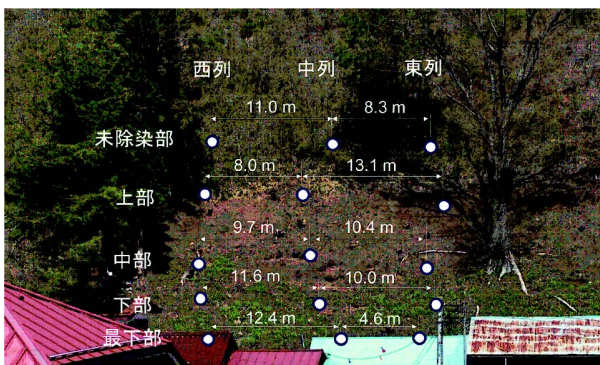 西列 中列 東列
11.0 m 8.3 m
未除染部
8.0 m 13.1 m
上部
9.7 m 10.4 m
中部
11.6 m 10.0 m
下部
12.4 m 4.6 m
最下部